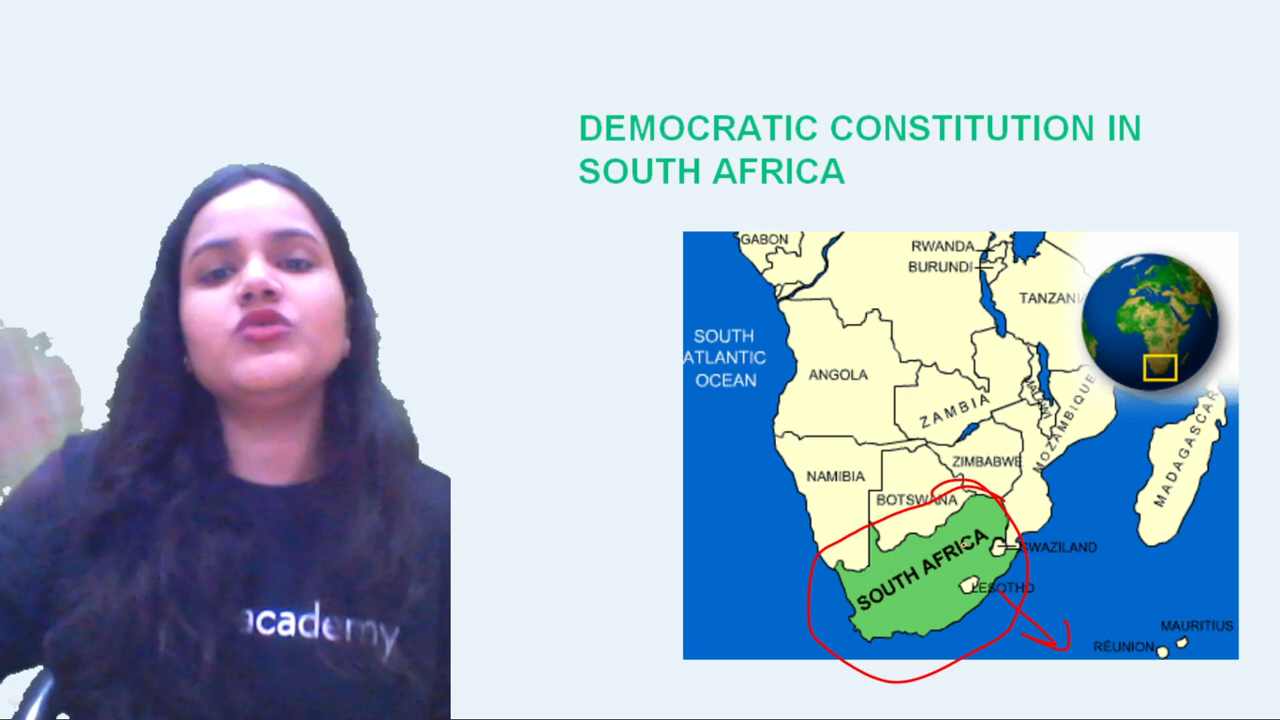 DEMOCRATIC CONSTITUTION IN
SOUTH AFRICA
GABON
RWANDA
BURUNDI
TANZANIA
SOUTH
ATLANTIC
OCEAN
ANGOLA
ZAMBIA
MALAWI
MOZAMBIQUE
MADAGASCAR
NAMIBIA
ZIMBABWE
BOTSWANA
SOUTH AFRICA
SWAZILAND
LESOTHO
MAURITIUS
RÉUNION
academy